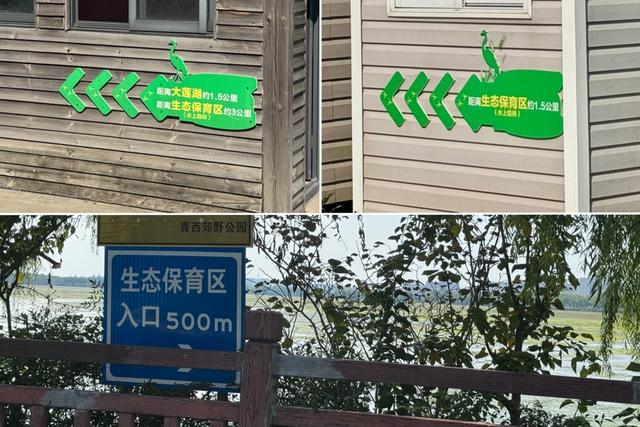 距离大莲湖约1.5公里
距离生态保育区约3公里
(水上森林)
距离生态保育区约1.5公里
(水上森林)
青西郊野公园
生态保育区
入口500m